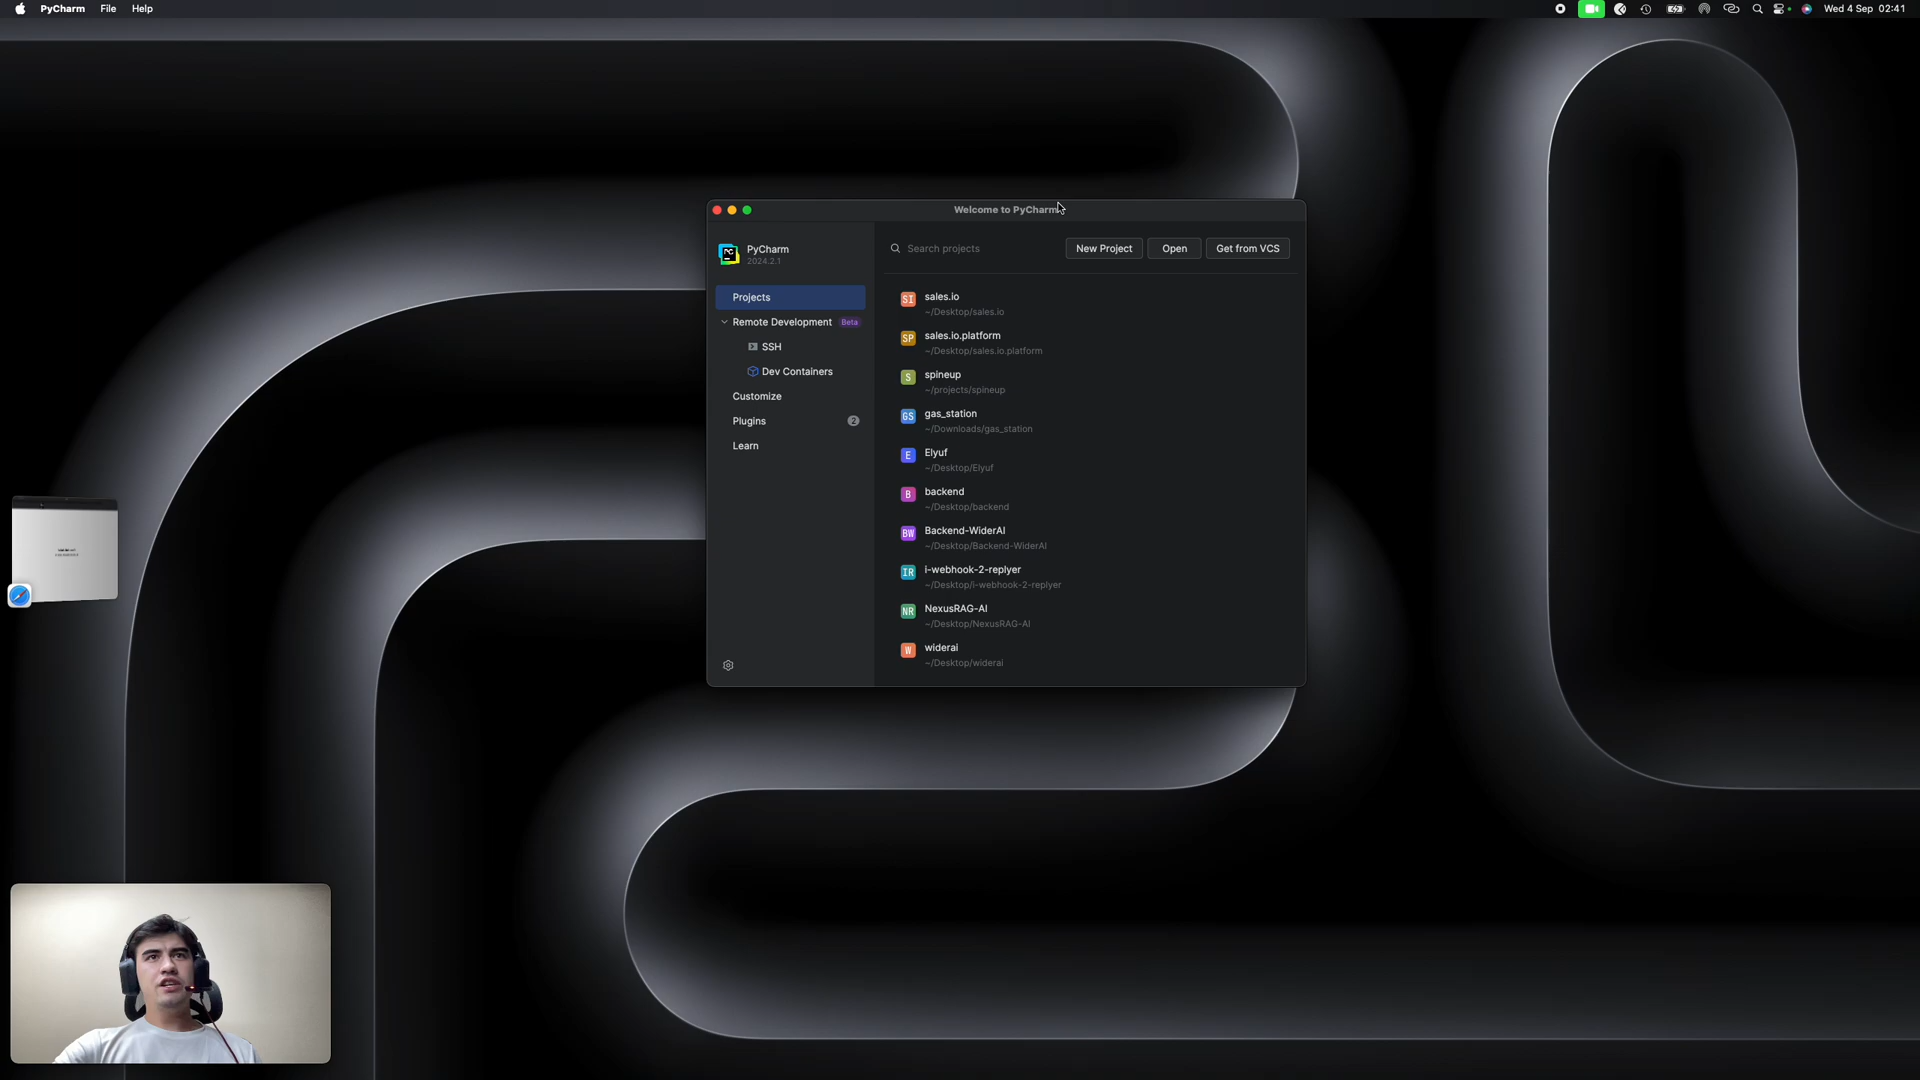 PyCharm
File
Help
Wed 4 Sep 02:41
Welcome to PyCharm
PyCharm
2024.2.1
Search projects
New Project
Open
Get from VCS
Projects
Remote Development
Beta
SSH
Dev Containers
Customize
Plugins
2
Learn
SI
sales.io
~/Desktop/sales.io
SP
sales.io.platform
~/Desktop/sales.io.platform
S
spineup
~/projects/spineup
GS
gas_station
~/Downloads/gas_station
E
Elyuf
~/Desktop/Elyuf
B
backend
~/Desktop/backend
BW
Backend-WiderAI
~/Desktop/Backend-WiderAI
IR
i-webhook-2-replyer
~/Desktop/i-webhook-2-replyer
NR
NexusRAG-AI
~/Desktop/NexusRAG-AI
W
widerai
~/Desktop/widerai